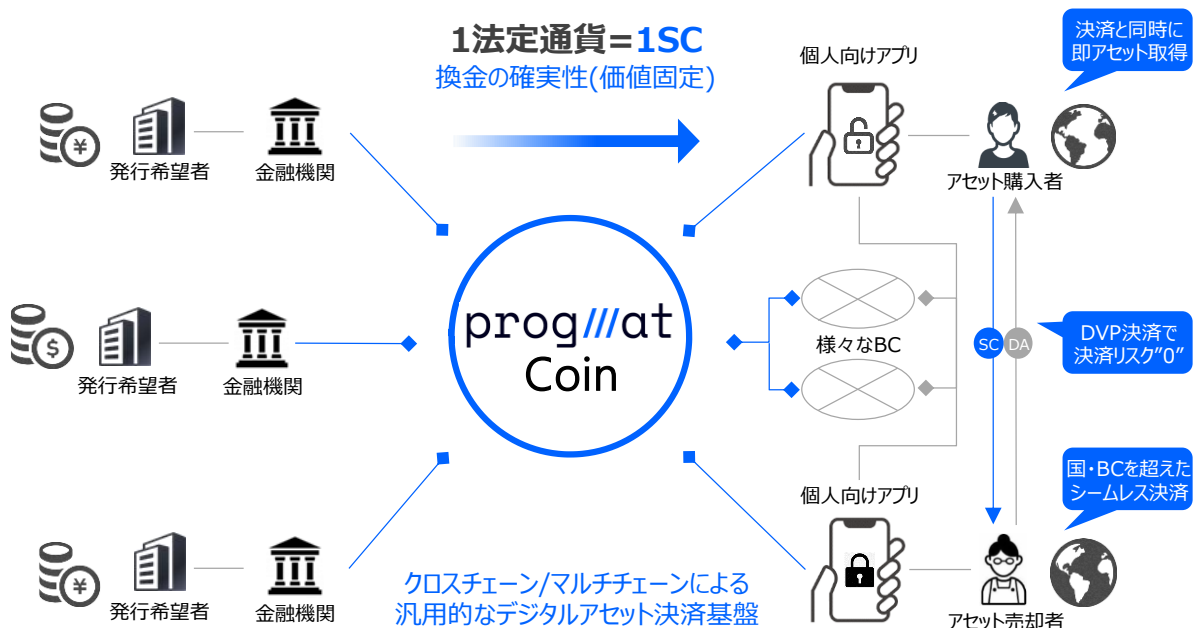 1法定通貨=1SC
換金の確実性(価値固定)
個人向けアプリ
決済と同時に
即アセット取得
¥
発行希望者
金融機関
アセット購入者
$
発行希望者
金融機関
progmat
Coin
様々なBC
SC
DA
DVP決済で
決済リスク”0”
国・BCを超えた
シームレス決済
個人向けアプリ
¥
発行希望者
金融機関
クロスチェーン/マルチチェーンによる
汎用的なデジタルアセット決済基盤
アセット売却者